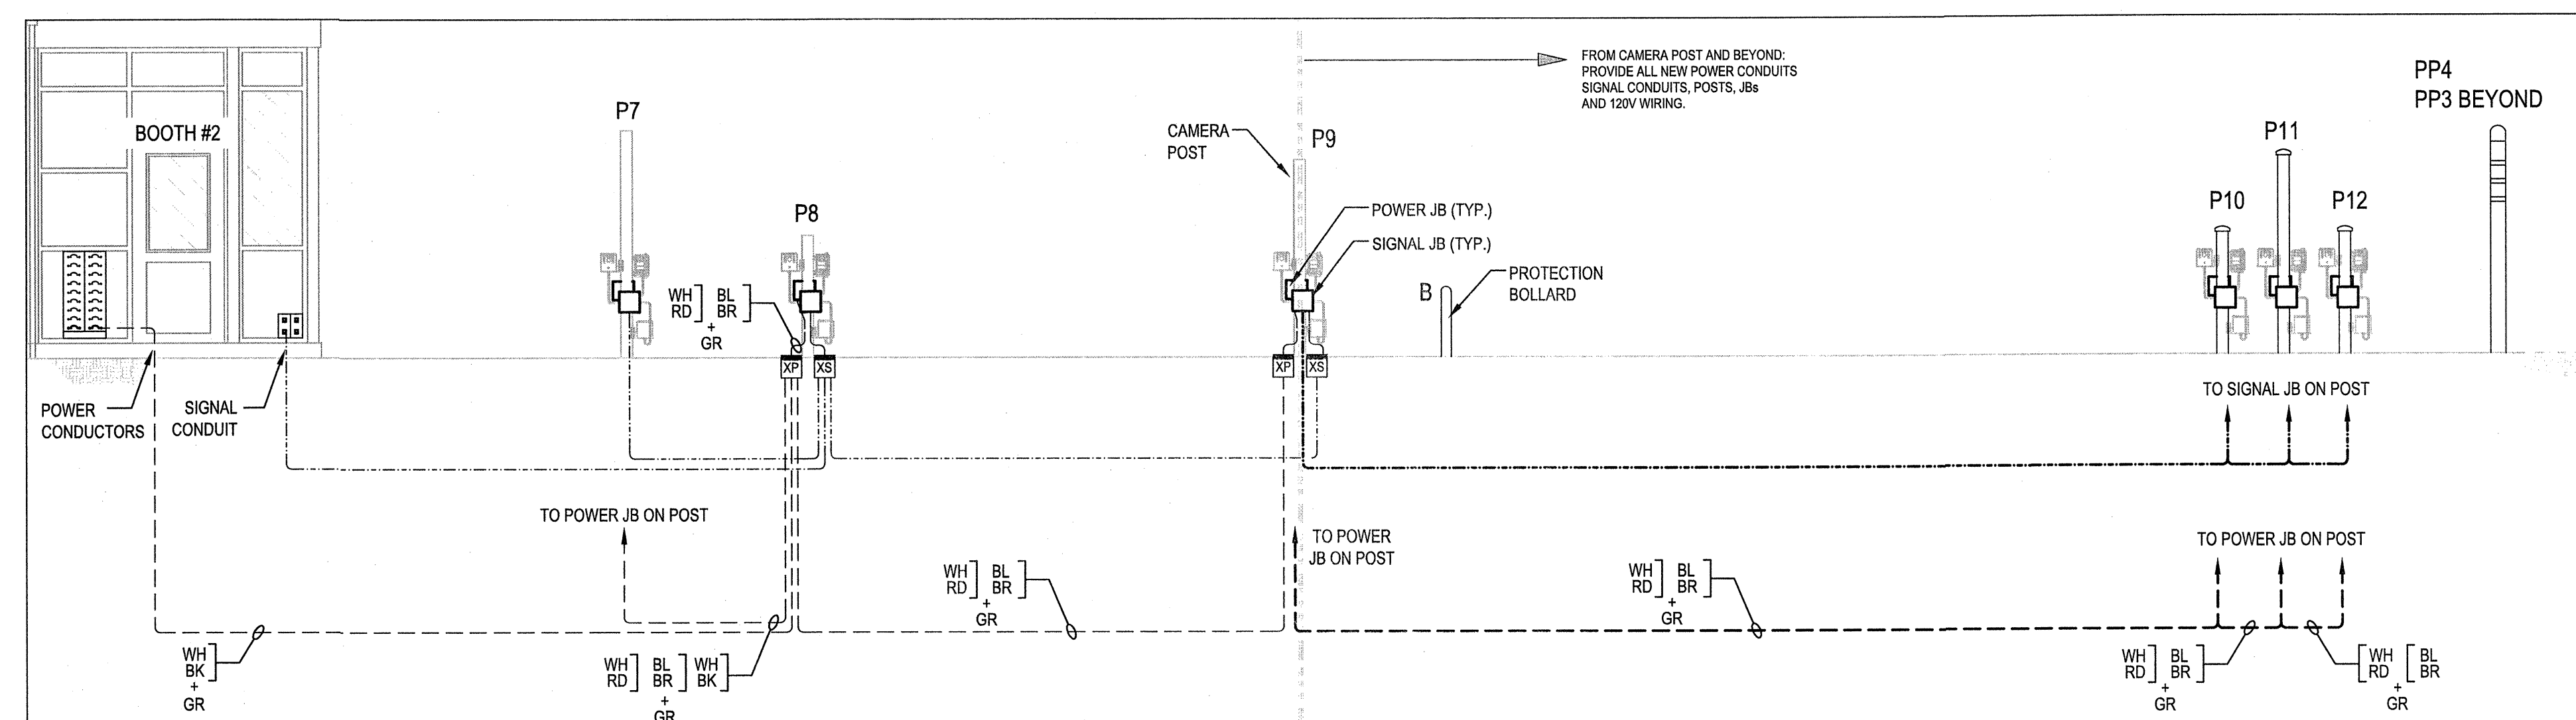 FROM CAMERA POST AND BEYOND:
PROVIDE ALL NEW POWER CONDUITS
SIGNAL CONDUITS, POSTS, JBs
AND 120V WIRING.
PP4
PP3 BEYOND
BOOTH #2
P7
P8
CAMERA
POST
P9
POWER JB (TYP.)
SIGNAL JB (TYP.)
B
PROTECTION
BOLLARD
P10
P11
P12
WH BL
RD BR
+
GR
XP
XS
XP
XS
POWER
CONDUCTORS
SIGNAL
CONDUIT
TO SIGNAL JB ON POST
TO POWER JB ON POST
TO POWER
JB ON POST
TO POWER JB ON POST
WH BL
RD BR
+
GR
WH BL
RD BR
+
GR
WH
BK
+
GR
WH BL WH
RD BR BK
+
GR
WH BL
RD BR
+
GR
WH BL
RD BR
+
GR